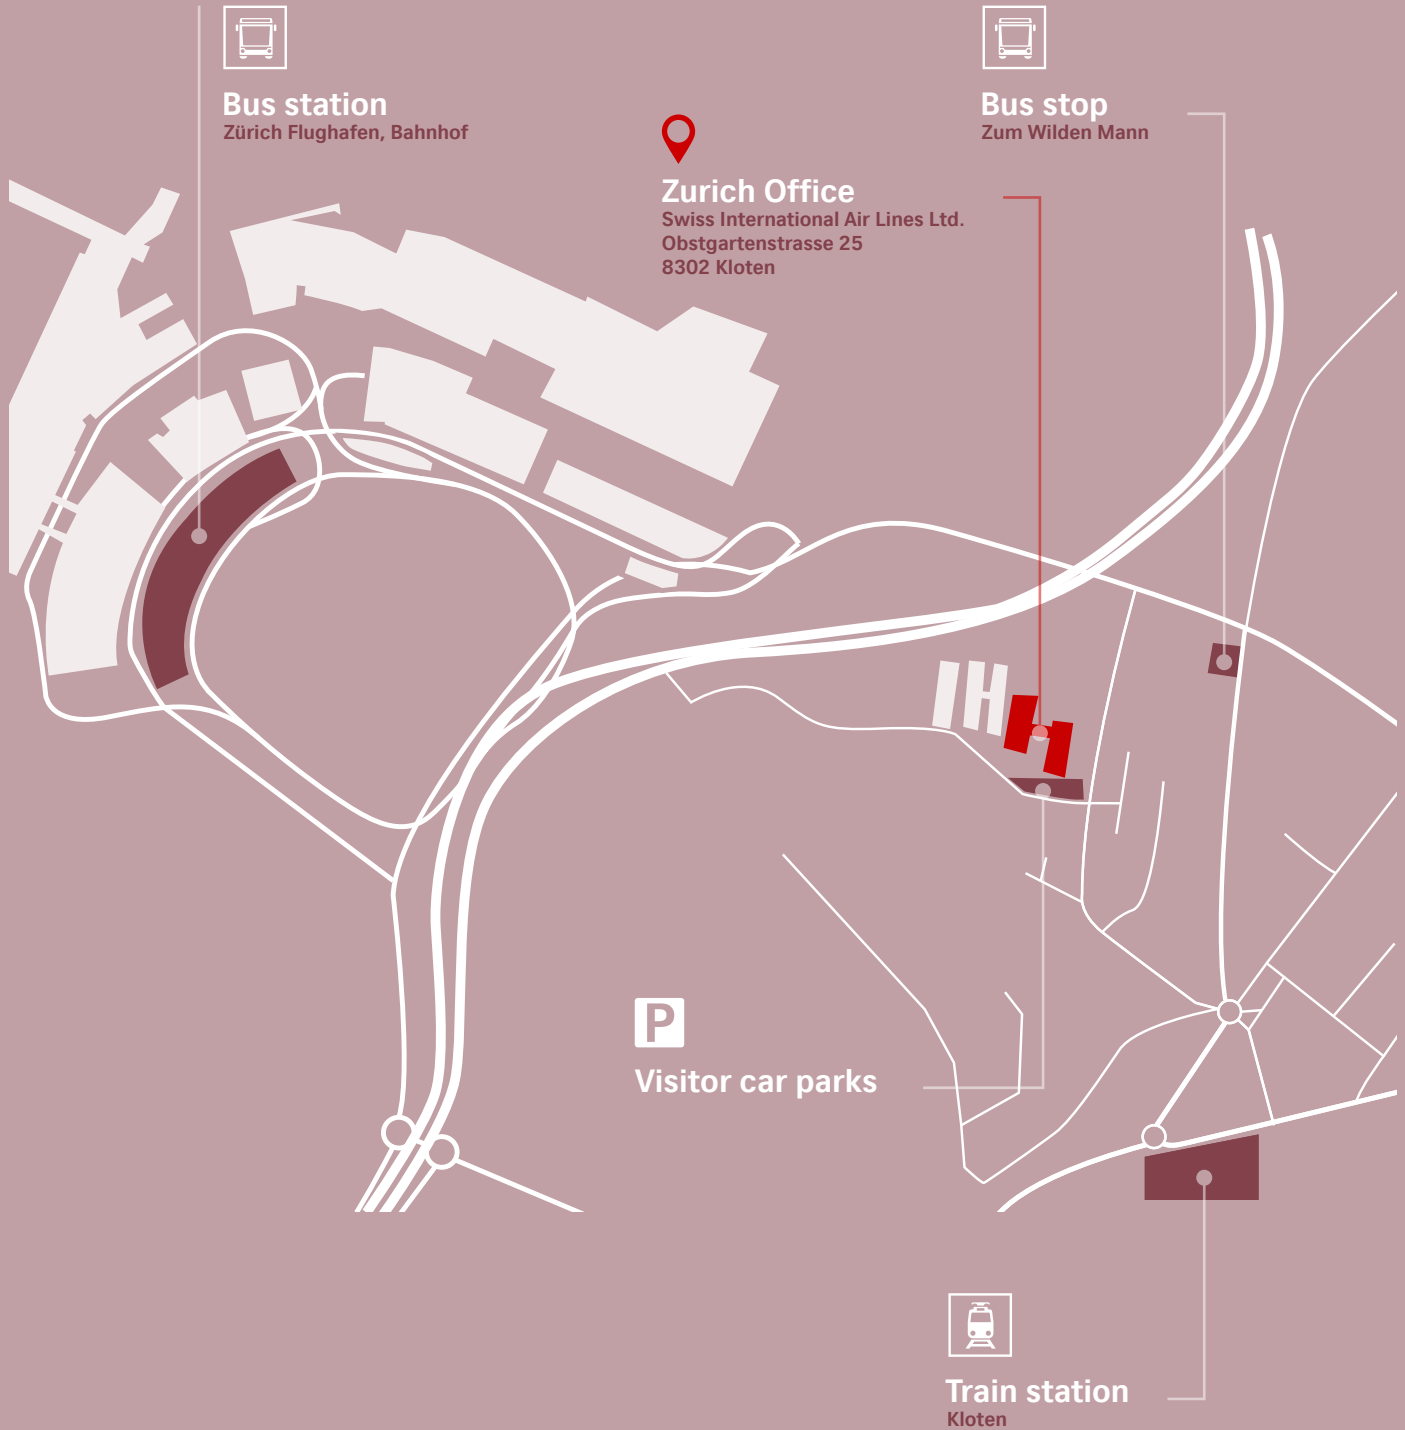 Bus station
Zürich Flughafen, Bahnhof
Bus stop
Zum Wilden Mann
Zurich Office
Swiss International Air Lines Ltd.
Obstgartenstrasse 25
8302 Kloten
P
Visitor car parks
Train station
Kloten